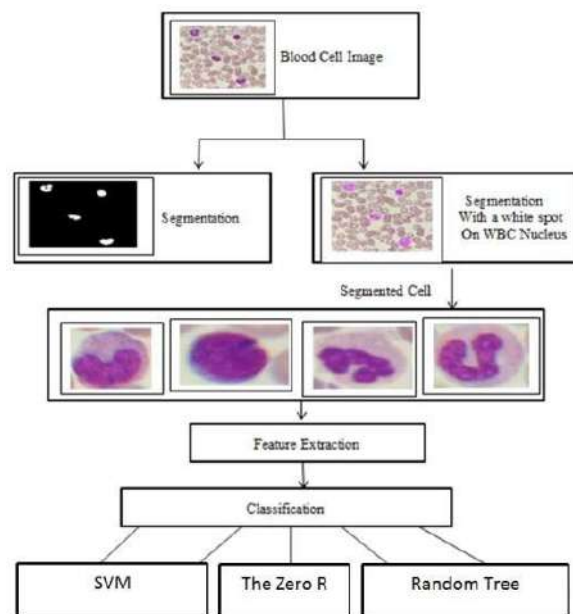 Blood Cell Image
Segmentation
Segmentation
With a white spot
On WBC Nucleus
Segmented Cell
Feature Extraction
Classification
SVM
The Zero R
Random Tree